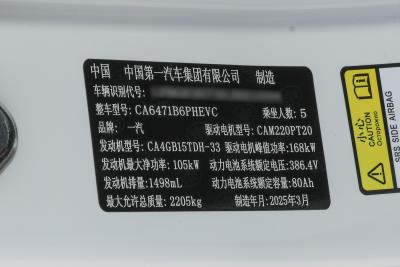 中国 中国第一汽车集团有限公司 制造
车辆识别代号:
整车型号: CA6471B6PHEVC 乘坐人数: 5
品牌: 一汽 驱动电机型号: CAM220PT20
发动机型号: CA4GB15TDH-33 驱动电机峰值功率: 168kW
发动机最大净功率: 105kW 动力电池系统额定电压: 386.4V
发动机排量: 1498mL 动力电池系统额定容量: 80Ah
最大允许总质量: 2205kg 制造年月: 2025年3月
小心
CAUTION
ОСТОРОЖНО
SRS SIDE AIRBAG